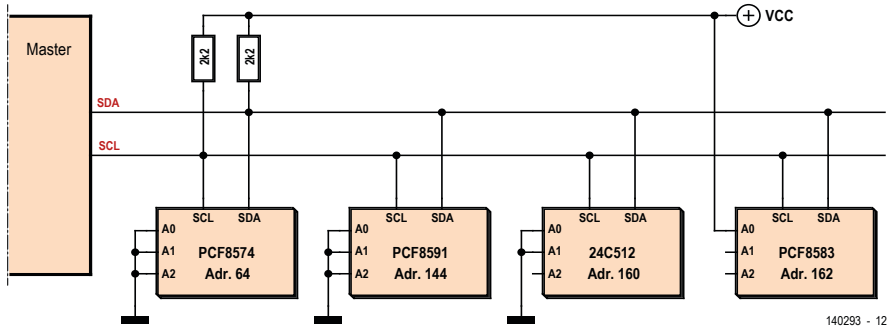 VCC
Master
2k2
2k2
SDA
SCL
SCL SDA
A0
A1
A2
PCF8574
Adr. 64
SCL SDA
A0
A1
A2
PCF8591
Adr. 144
SCL SDA
A0
A1
A2
24C512
Adr. 160
SCL SDA
A0
A1
A2
PCF8583
Adr. 162
140293 - 12